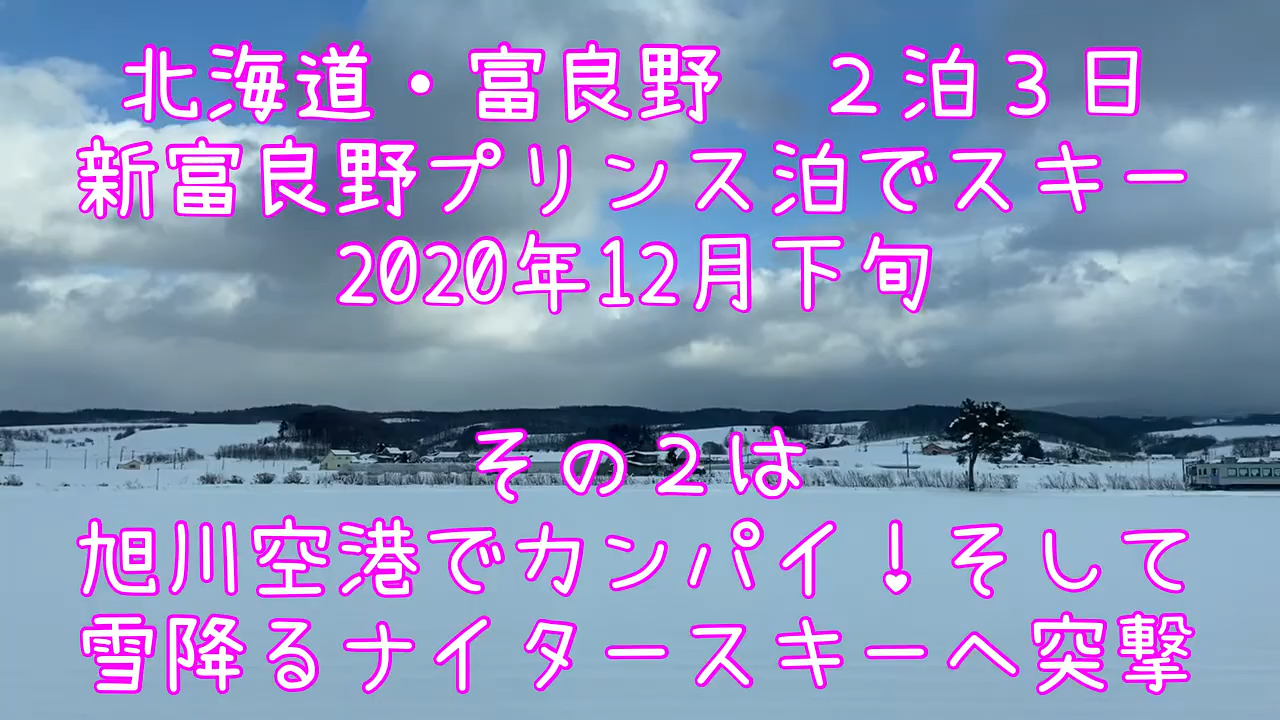 北海道・富良野　２泊３日
新富良野プリンス泊でスキー
2020年12月下旬
その２は
旭川空港でカンパイ！そして
雪降るナイタースキーへ突撃